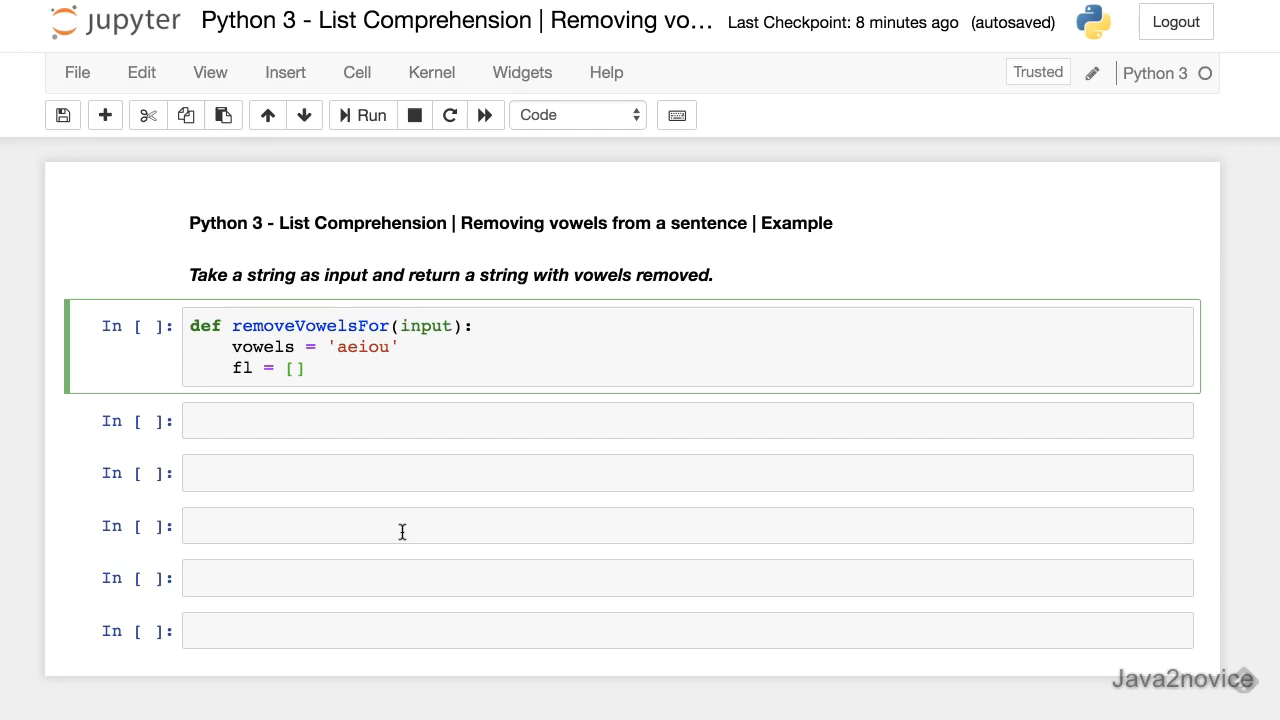 jupyter Python 3 - List Comprehension | Removing vo... Last Checkpoint: 8 minutes ago (autosaved) Logout
File Edit View Insert Cell Kernel Widgets Help Trusted Python 3
Run Code
Python 3 - List Comprehension | Removing vowels from a sentence | Example
Take a string as input and return a string with vowels removed.
In [ ]: def removeVowelsFor(input):
vowels = 'aeiou'
fl = []
In [ ]:
In [ ]:
In [ ]:
In [ ]:
In [ ]:
Java2novice